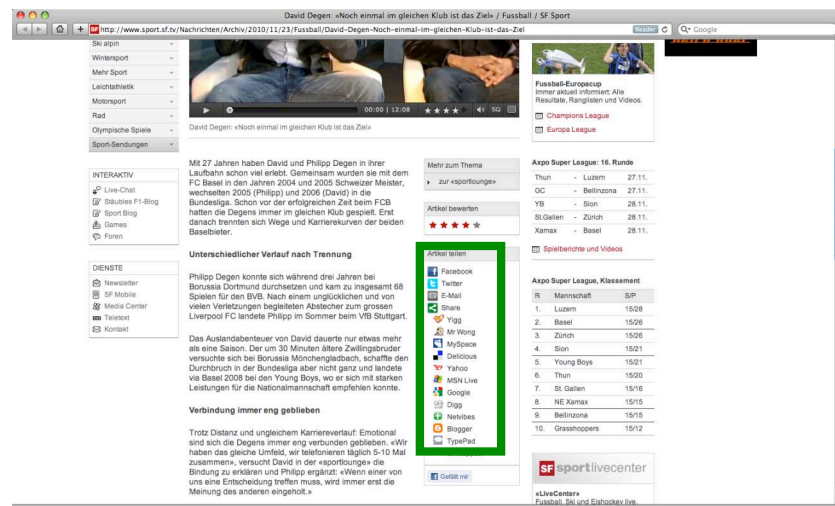 David Degen: «Noch einmal im gleichen Klub ist das Ziel» / Fussball / SF Sport
http://www.sport.sf.tv/Nachrichten/Archiv/2010/11/23/Fussball/David-Degen-Noch-einmal-im-gleichen-Klub-ist-das-Ziel
Reader
Google
Ski alpin
Wintersport
Mehr Sport
Leichtathletik
Motorsport
Rad
Olympische Spiele
Sport-Sendungen
INTERAKTIV
Live-Chat
Stäubles F1-Blog
Sport Blog
Games
Foren
DIENSTE
Newsletter
SF Mobile
Media Center
Teletext
Kontakt
00:00 | 12:08
SQ
David Degen: «Noch einmal im gleichen Klub ist das Ziel»
Mit 27 Jahren haben David und Philipp Degen in ihrer
Laufbahn schon viel erlebt. Gemeinsam wurden sie mit dem
FC Basel in den Jahren 2004 und 2005 Schweizer Meister,
wechselten 2005 (Philipp) und 2006 (David) in die
Bundesliga. Schon vor der erfolgreichen Zeit beim FCB
hatten die Degens immer im gleichen Klub gespielt. Erst
danach trennten sich Wege und Karrierekurven der beiden
Baselbieter.
Unterschiedlicher Verlauf nach Trennung
Philipp Degen konnte sich während drei Jahren bei
Borussia Dortmund durchsetzen und kam zu insgesamt 68
Spielen für den BVB. Nach einem unglücklichen und von
vielen Verletzungen begleiteten Abstecher zum grossen
Liverpool FC landete Philipp im Sommer beim VfB Stuttgart.
Das Auslandabenteuer von David dauerte nur etwas mehr
als eine Saison. Der um 30 Minuten ältere Zwillingsbruder
versuchte sich bei Borussia Mönchengladbach, schaffte den
Durchbruch in der Bundesliga aber nicht ganz und landete
via Basel 2008 bei den Young Boys, wo er sich mit starken
Leistungen für die Nationalmannschaft empfehlen konnte.
Verbindung immer eng geblieben
Trotz Distanz und ungleichem Karriereverlauf: Emotional
sind sich die Degens immer eng verbunden geblieben. «Wir
haben das gleiche Umfeld, wir telefonieren täglich 5-10 Mal
zusammen», versucht David in der «sportlounge» die
Bindung zu erklären und Philipp ergänzt: «Wenn einer von
uns eine Entscheidung treffen muss, wird immer erst die
Meinung des anderen eingeholt.»
Mehr zum Thema
zur «sportlounge»
Artikel bewerten
Artikel teilen
Facebook
Twitter
E-Mail
Share
Yigg
Mr Wong
MySpace
Delicious
Yahoo
MSN Live
Google
Digg
Netvibes
Blogger
TypePad
Gefällt mir
Fussball-Europacup
Immer aktuell informiert: Alle
Resultate, Ranglisten und Videos.
Champions League
Europa League
Axpo Super League: 16. Runde
Thun - Luzern 27.11.
GC - Bellinzona 27.11.
YB - Sion 28.11.
St.Gallen - Zürich 28.11.
Xamax - Basel 28.11.
Spielberichte und Videos
Axpo Super League, Klassement
R Mannschaft S/P
1. Luzern 15/28
2. Basel 15/26
3. Zürich 15/26
4. Sion 15/21
5. Young Boys 15/21
6. Thun 15/20
7. St. Gallen 15/16
8. NE Xamax 15/15
9. Bellinzona 15/15
10. Grasshoppers 15/12
SF sportlivecenter
«LiveCenter»
Fussball, Ski und Eishockey live.